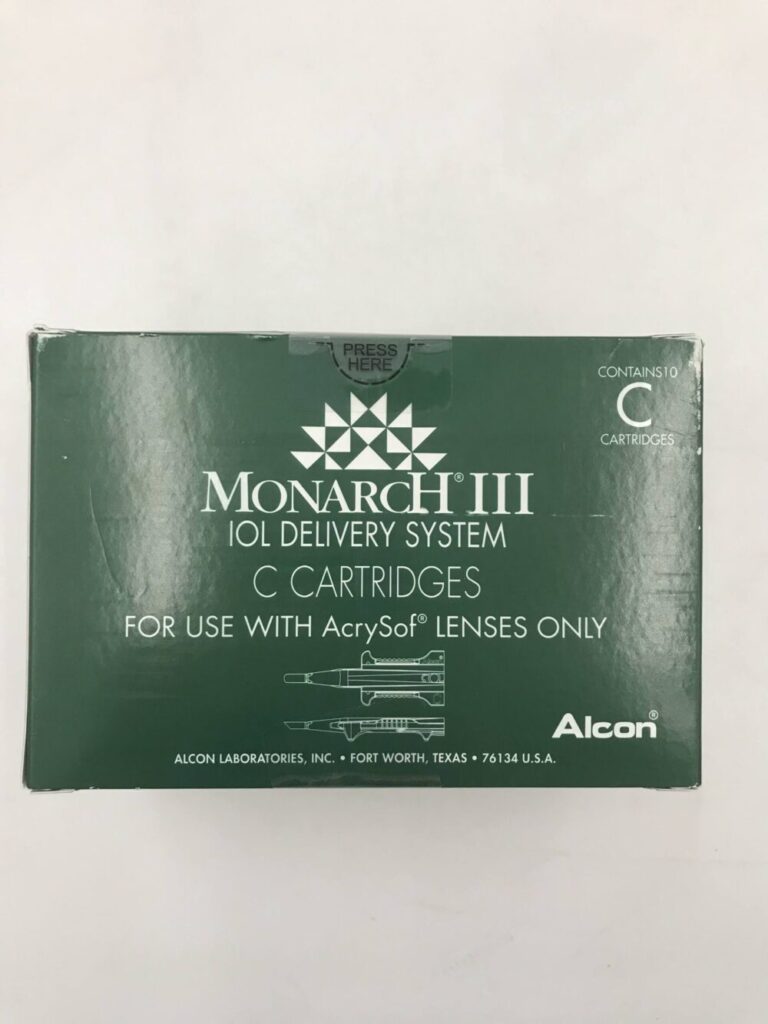 PRESS
HERE
CONTAINS10
C
CARTRIDGES
MONARCH® III
IOL DELIVERY SYSTEM
C CARTRIDGES
FOR USE WITH AcrySof® LENSES ONLY
Alcon®
ALCON LABORATORIES, INC. • FORT WORTH, TEXAS • 76134 U.S.A.